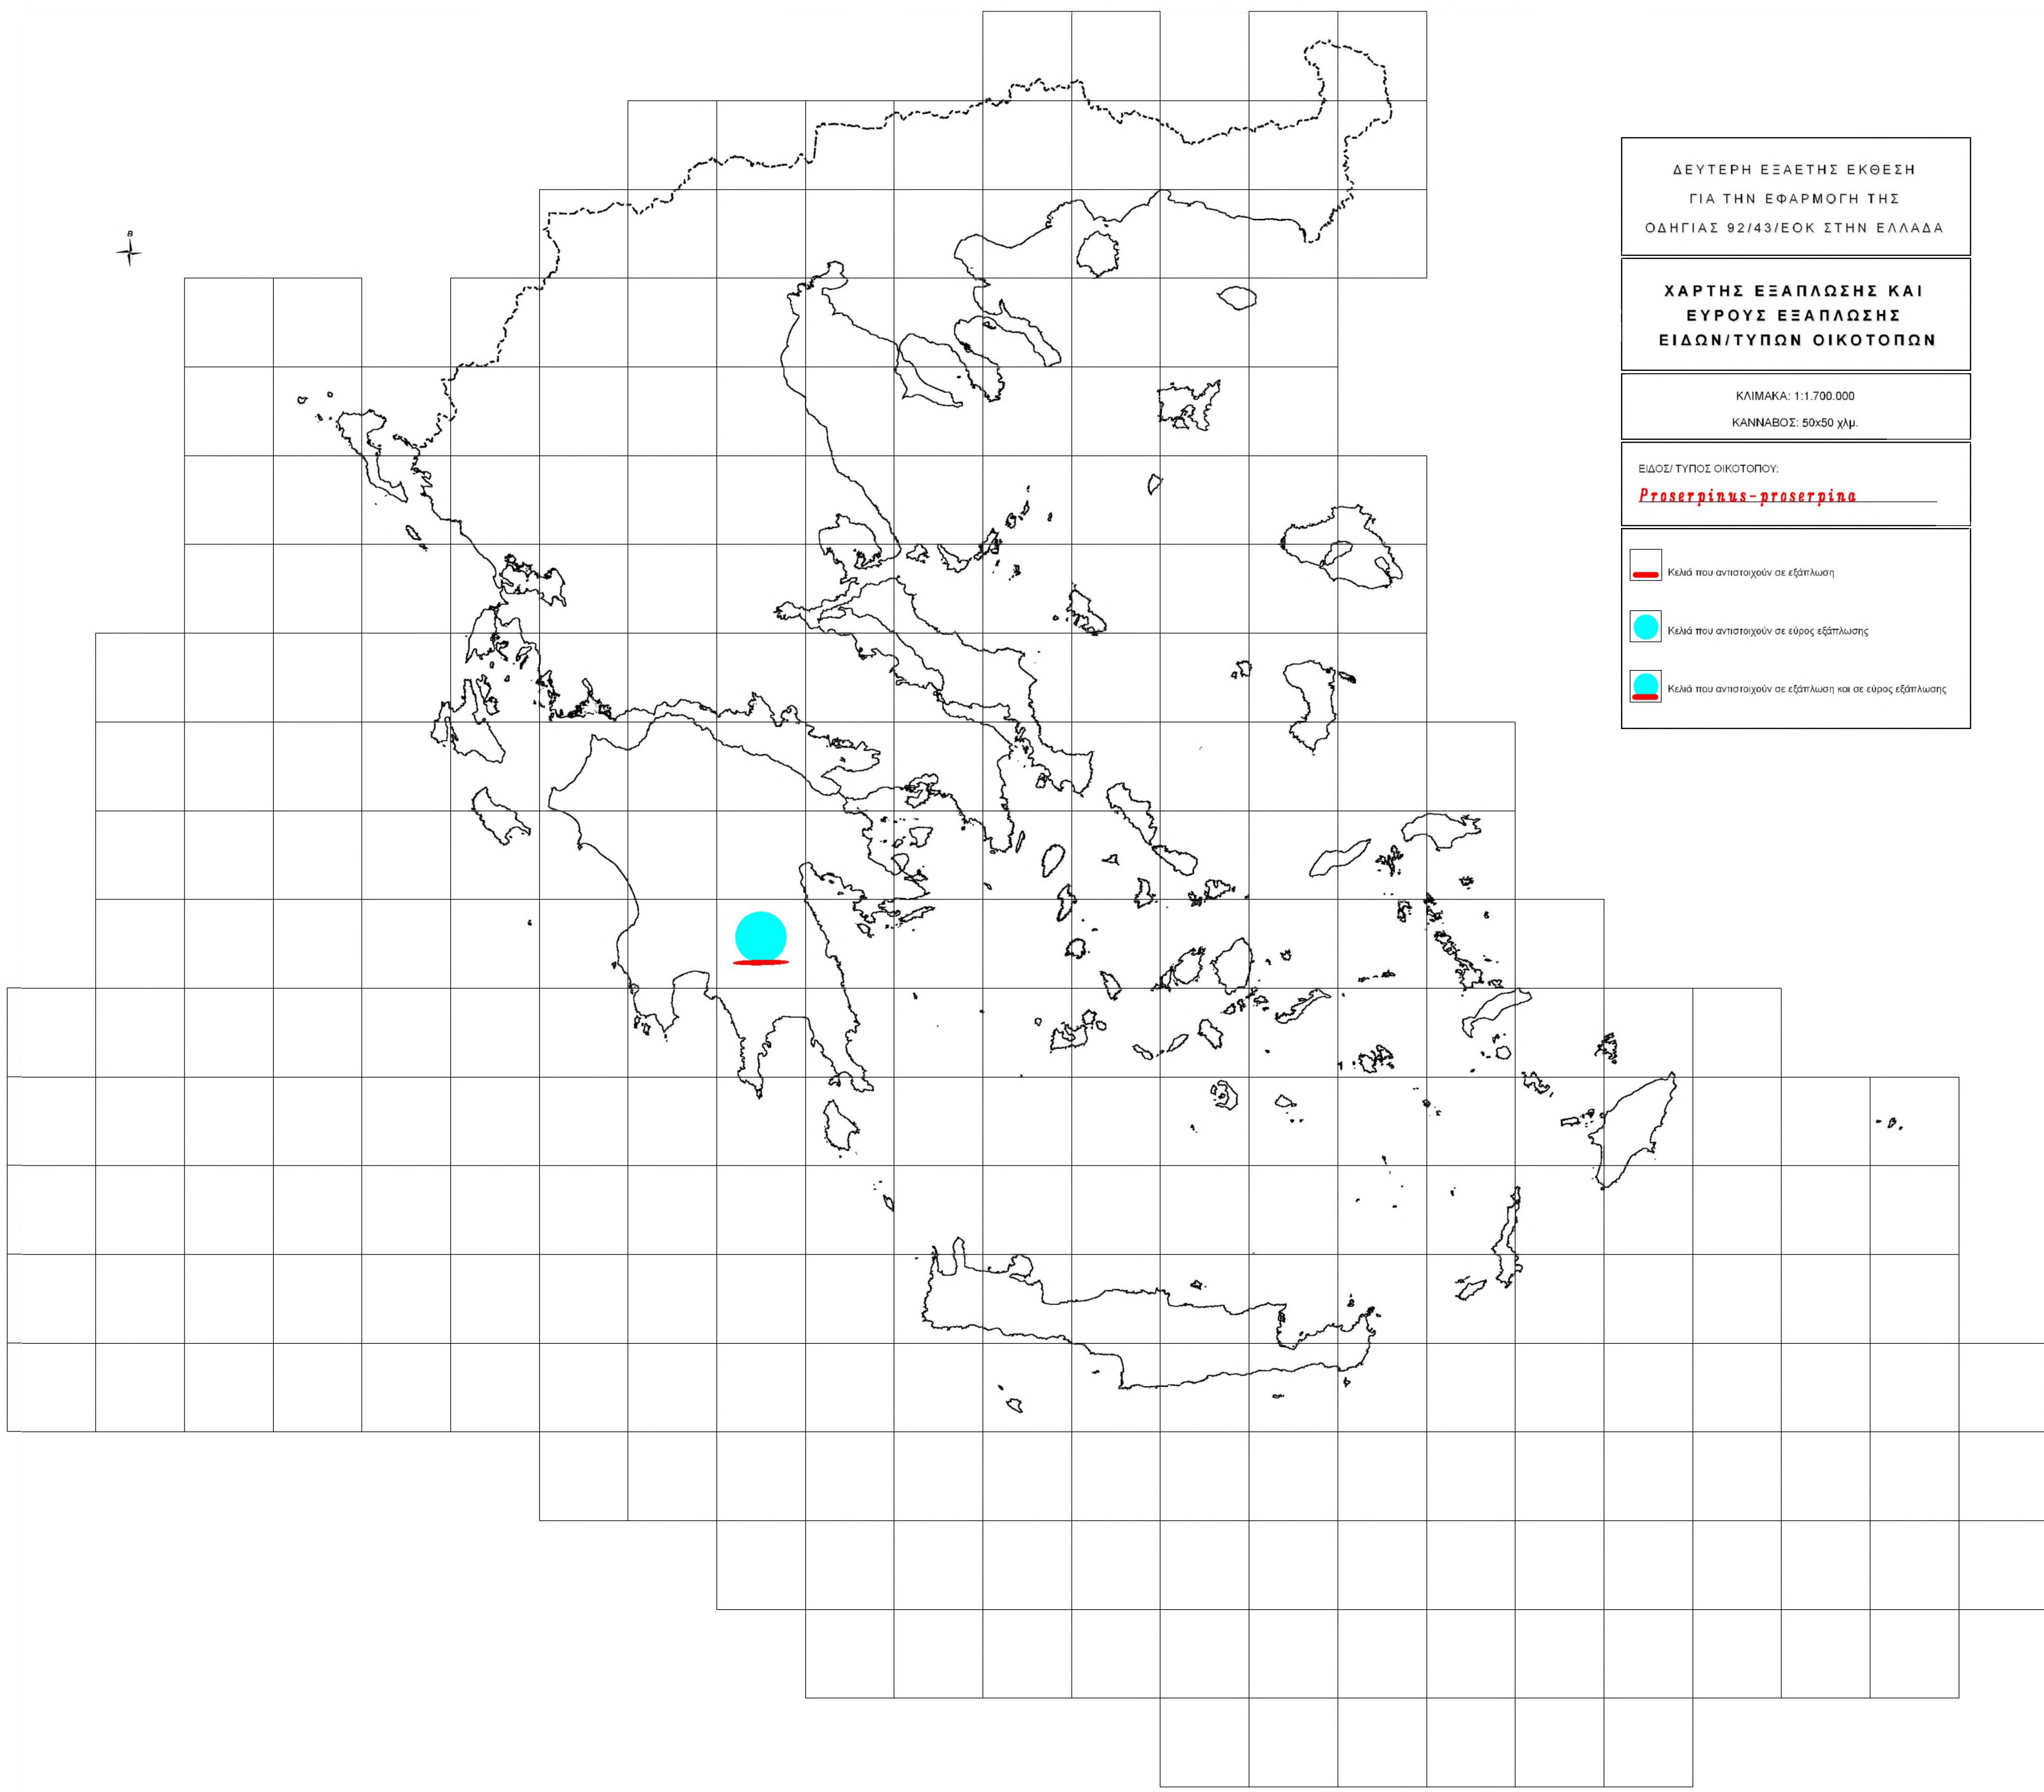 Β
ΔΕΥΤΕΡΗ ΕΞΑΕΤΗΣ ΕΚΘΕΣΗ
ΓΙΑ ΤΗΝ ΕΦΑΡΜΟΓΗ ΤΗΣ
ΟΔΗΓΙΑΣ 92/43/ΕΟΚ ΣΤΗΝ ΕΛΛΑΔΑ
ΧΑΡΤΗΣ ΕΞΑΠΛΩΣΗΣ ΚΑΙ
ΕΥΡΟΥΣ ΕΞΑΠΛΩΣΗΣ
ΕΙΔΩΝ/ΤΥΠΩΝ ΟΙΚΟΤΟΠΩΝ
ΚΛΙΜΑΚΑ: 1:1.700.000
ΚΑΝΝΑΒΟΣ: 50x50 χλμ.
ΕΙΔΟΣ/ ΤΥΠΟΣ ΟΙΚΟΤΟΠΟΥ:
Proserpinus-proserpina
Κελιά που αντιστοιχούν σε εξάπλωση
Κελιά που αντιστοιχούν σε εύρος εξάπλωσης
Κελιά που αντιστοιχούν σε εξάπλωση και σε εύρος εξάπλωσης